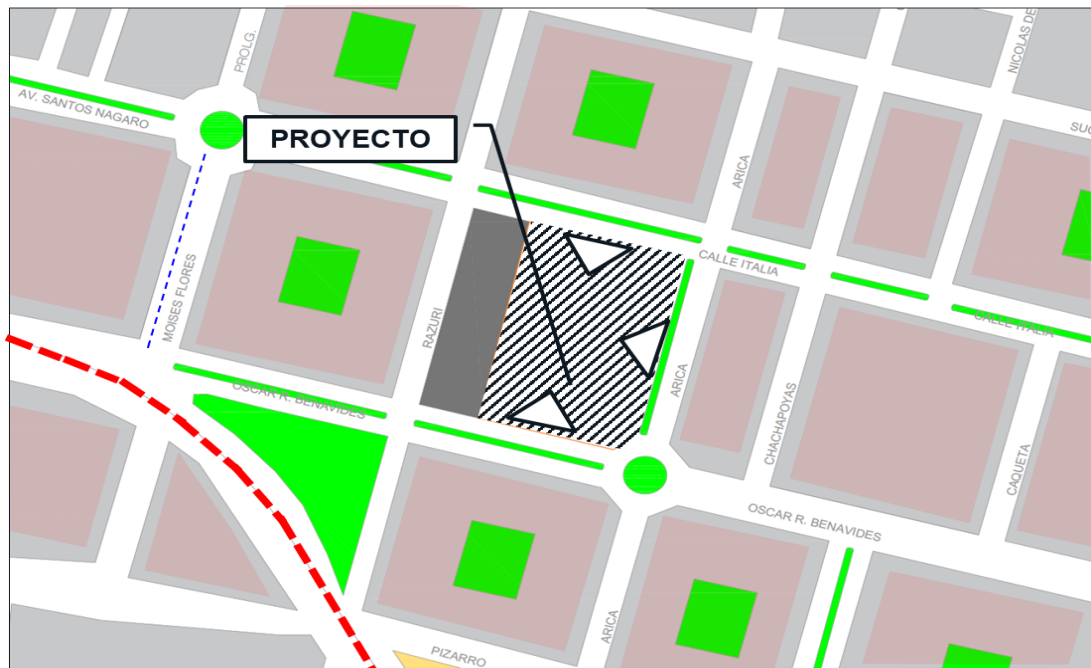 PROLG.
NICOLAS DE
AV. SANTOS NAGARO
SUC
PROYECTO
ARICA
CALLE ITALIA
MOISES FLORES
RAZURI
CALLE ITALIA
ARICA
OSCAR R. BENAVIDES
CHACHAPOYAS
CAQUETA
OSCAR R. BENAVIDES
ARICA
PIZARRO